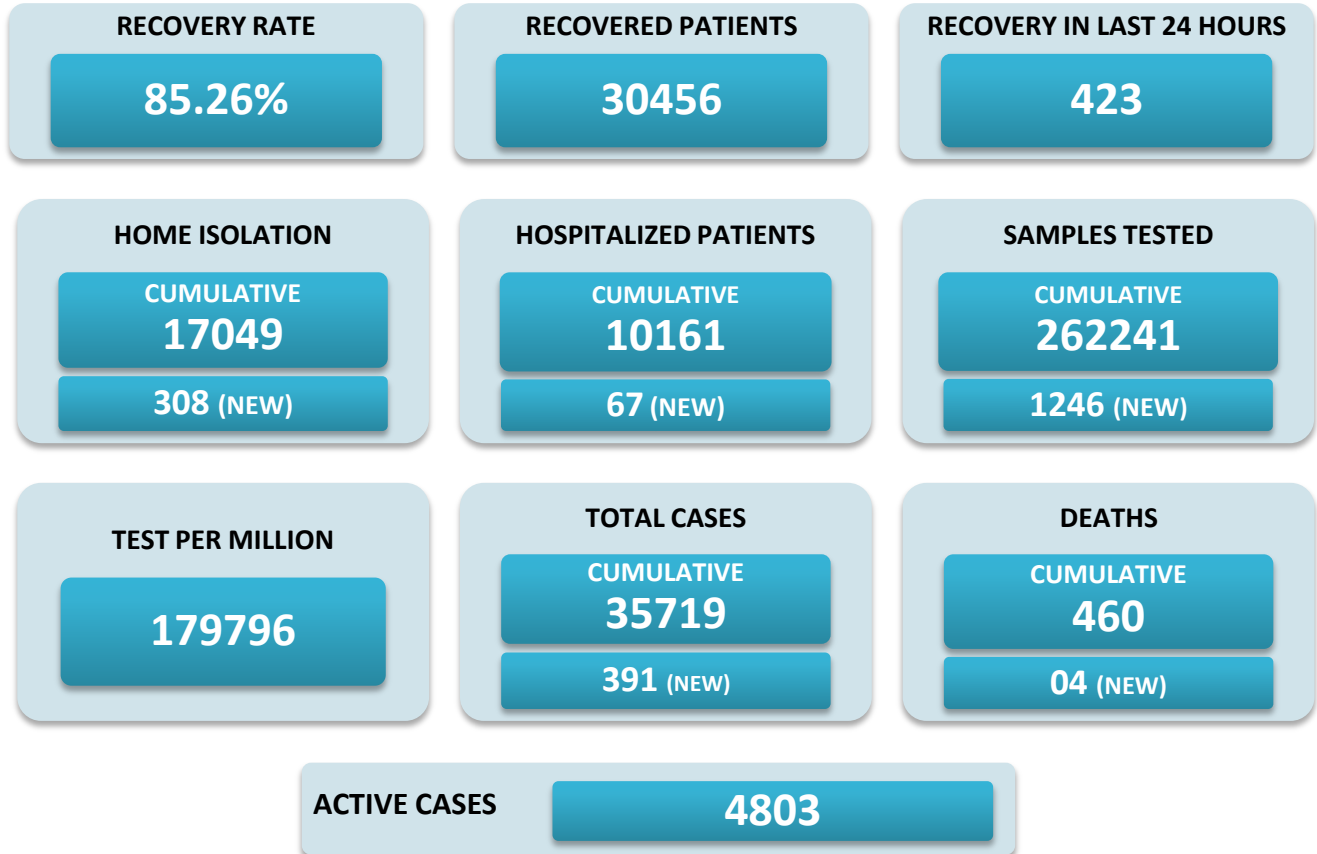 RECOVERY RATE
85.26%
RECOVERED PATIENTS
30456
RECOVERY IN LAST 24 HOURS
423
HOME ISOLATION
CUMULATIVE
17049
308 (NEW)
HOSPITALIZED PATIENTS
CUMULATIVE
10161
67 (NEW)
SAMPLES TESTED
CUMULATIVE
262241
1246 (NEW)
TEST PER MILLION
179796
TOTAL CASES
CUMULATIVE
35719
391 (NEW)
DEATHS
CUMULATIVE
460
04 (NEW)
ACTIVE CASES
4803